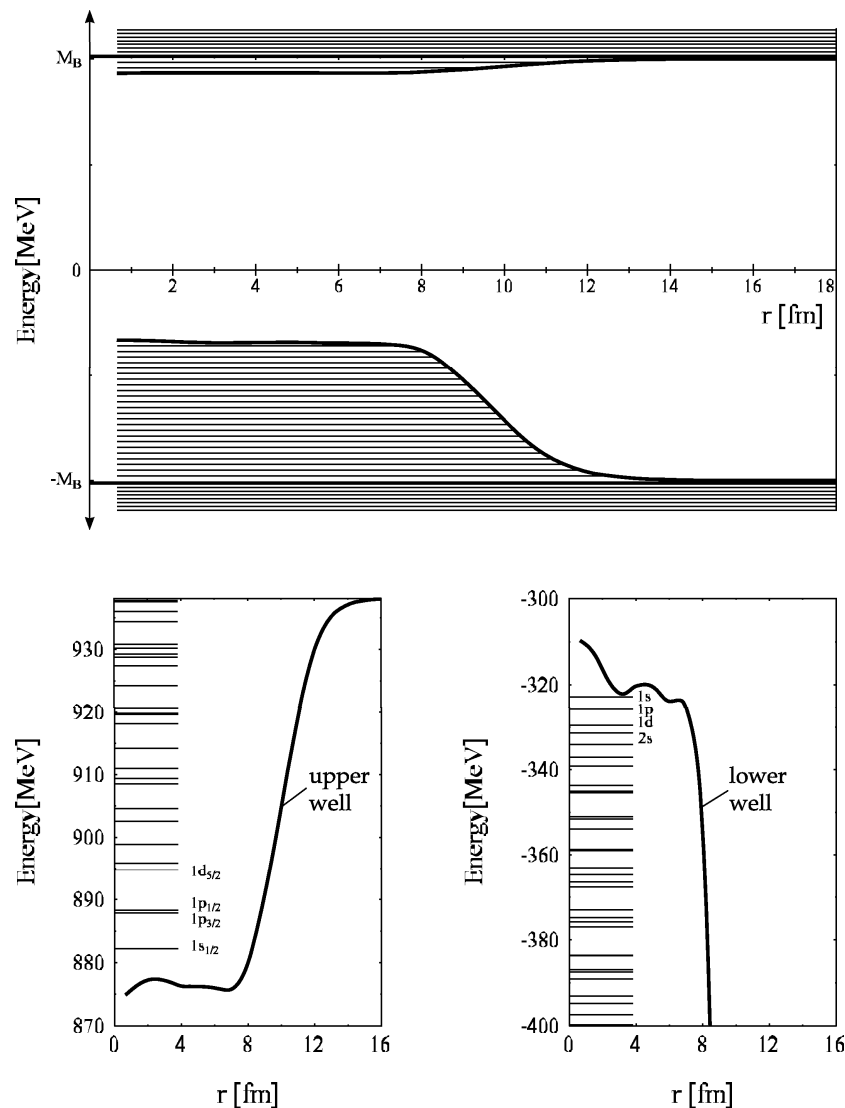 M_B
0
2
4
6
8
10
12
14
16
18
r [fm]
Energy[MeV]
-M_B
930
920
910
900
890
880
870
0
4
8
12
16
Energy[MeV]
r [fm]
upper
well
1d5/2
1p1/2
1p3/2
1s1/2
-300
-320
-340
-360
-380
-400
0
4
8
12
16
Energy[MeV]
r [fm]
1s
1p
1d
2s
lower
well